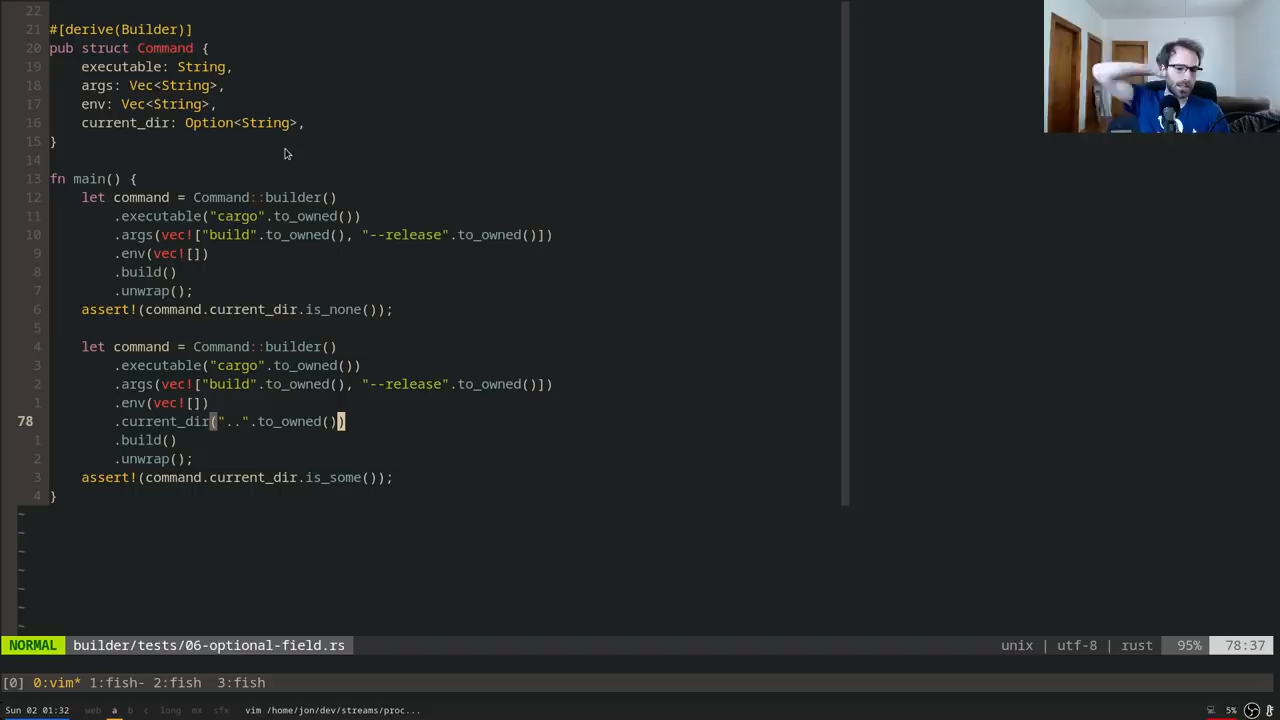 22
21 #[derive(Builder)]
20 pub struct Command {
19     executable: String,
18     args: Vec<String>,
17     env: Vec<String>,
16     current_dir: Option<String>,
15 }
14
13 fn main() {
12     let command = Command::builder()
11         .executable("cargo".to_owned())
10         .args(vec!["build".to_owned(), "--release".to_owned()])
9         .env(vec![])
8         .build()
7         .unwrap();
6     assert!(command.current_dir.is_none());
5
4     let command = Command::builder()
3         .executable("cargo".to_owned())
2         .args(vec!["build".to_owned(), "--release".to_owned()])
1         .env(vec![])
78         .current_dir("..".to_owned())
1         .build()
2         .unwrap();
3     assert!(command.current_dir.is_some());
4 }
~
~
~
~
~
~
~
NORMAL builder/tests/06-optional-field.rs unix | utf-8 | rust 95% 78:37
[0] 0:vim* 1:fish- 2:fish 3:fish
Sun 02 01:32 web a b c long mx sfx vim /home/jon/dev/streams/proc... 5%